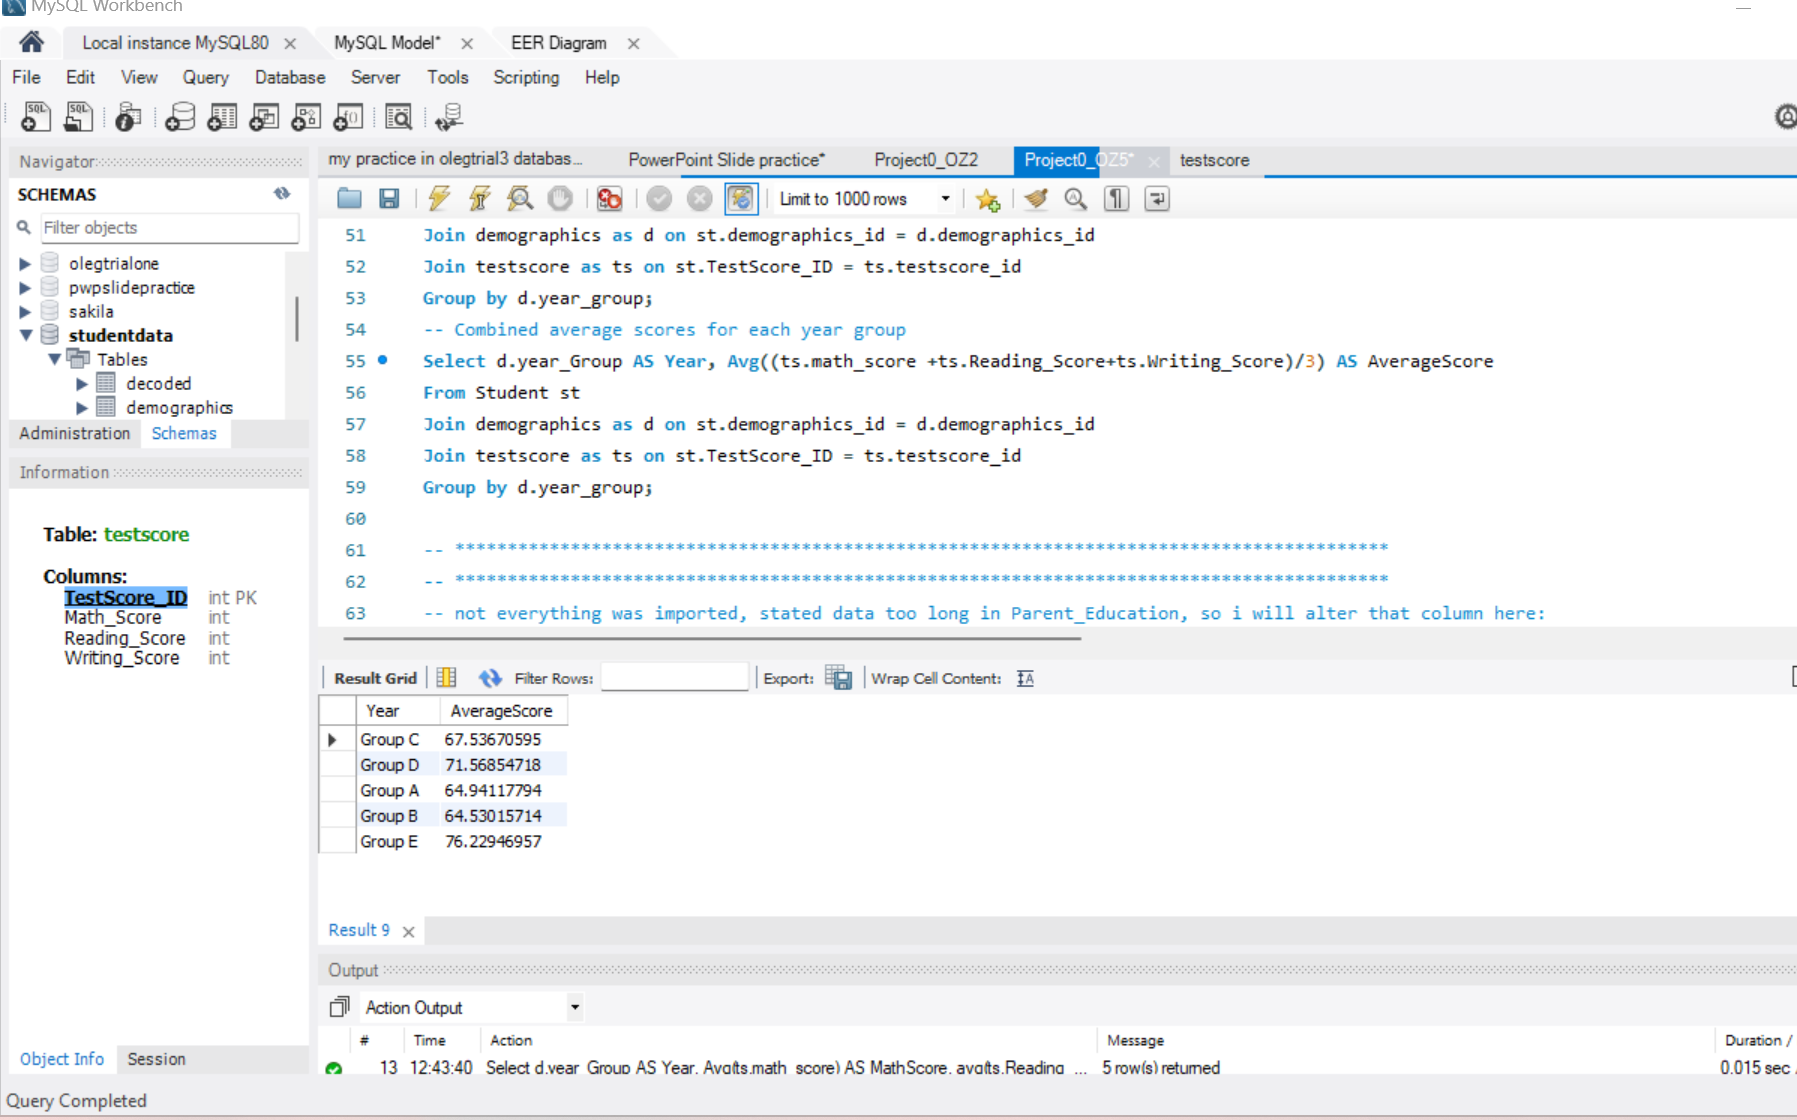 MySQL Workbench
Local instance MySQL80
MySQL Model*
EER Diagram
File Edit View Query Database Server Tools Scripting Help
Navigator
SCHEMAS
Filter objects
olegtrialone
pwpslidepractice
sakila
studentdata
Tables
decoded
demographics
Administration Schemas
Information
Table: testscore
Columns:
TestScore_ID int PK
Math_Score int
Reading_Score int
Writing_Score int
Object Info Session
my practice in olegtrial3 databas...
PowerPoint Slide practice*
Project0_OZ2
Project0_OZ5*
testscore
Limit to 1000 rows
51 Join demographics as d on st.demographics_id = d.demographics_id
52 Join testscore as ts on st.TestScore_ID = ts.testscore_id
53 Group by d.year_group;
54 -- Combined average scores for each year group
55 Select d.year_Group AS Year, Avg((ts.math_score +ts.Reading_Score+ts.Writing_Score)/3) AS AverageScore
56 From Student st
57 Join demographics as d on st.demographics_id = d.demographics_id
58 Join testscore as ts on st.TestScore_ID = ts.testscore_id
59 Group by d.year_group;
60
61 -- *****************************************************************************************
62 -- *****************************************************************************************
63 -- not everything was imported, stated data too long in Parent_Education, so i will alter that column here:
Result Grid Filter Rows: Export: Wrap Cell Content:
Year AverageScore
Group C 67.53670595
Group D 71.56854718
Group A 64.94117794
Group B 64.53015714
Group E 76.22946957
Result 9
Output
Action Output
# Time Action Message Duration /
13 12:43:40 Select d.year_Group AS Year, Avg(ts.math_score) AS MathScore, avg(ts.Reading_... 5 row(s) returned 0.015 sec
Query Completed